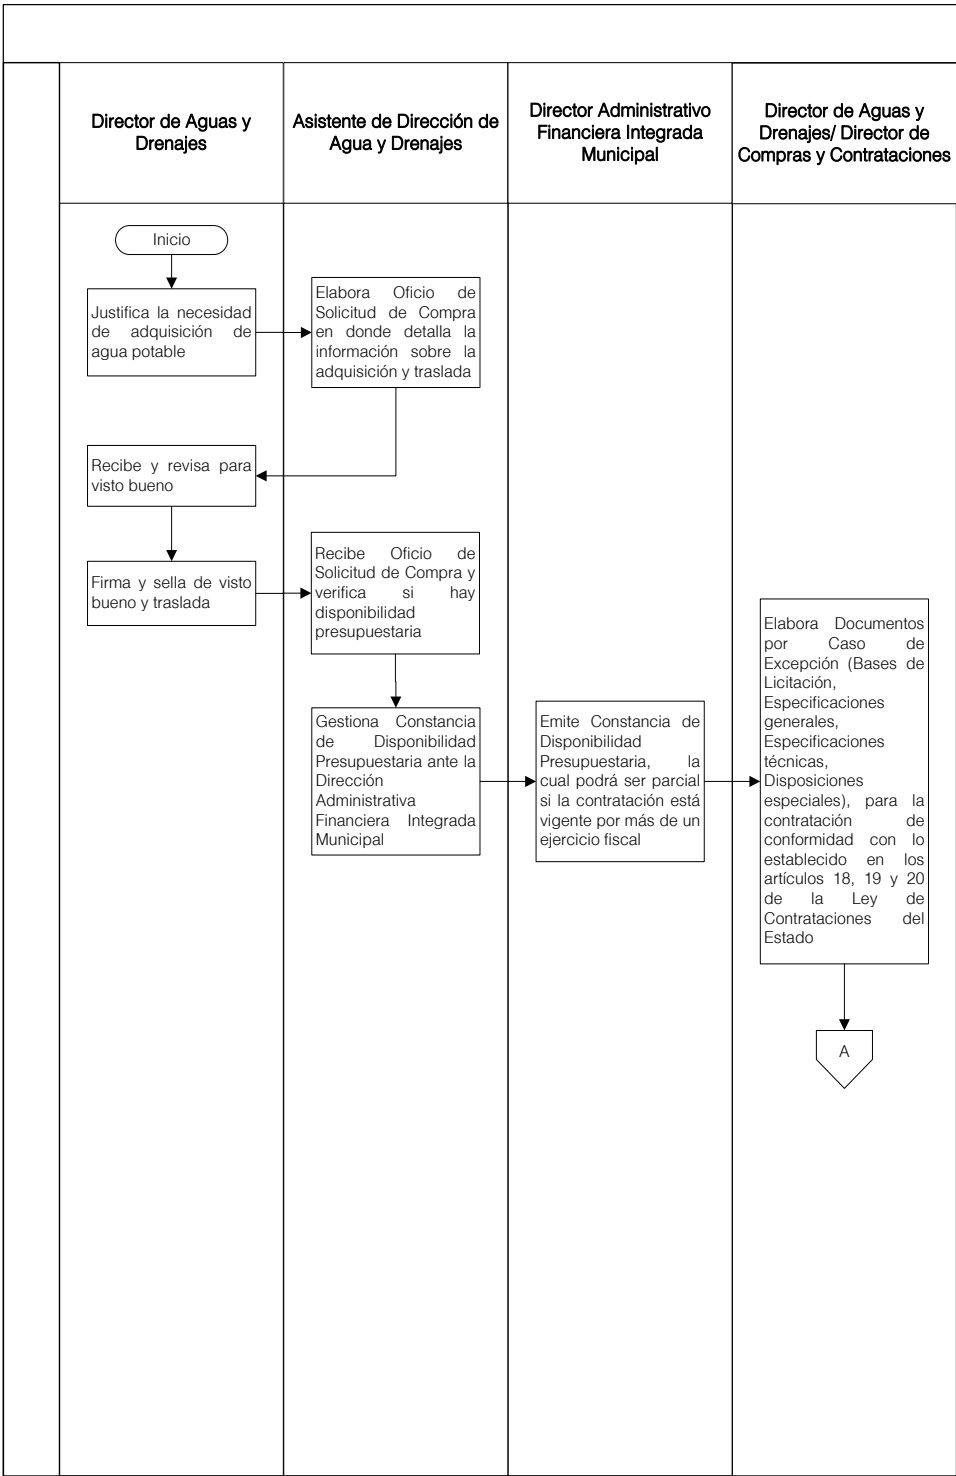 Director de Aguas y
Drenajes
Asistente de Dirección de
Agua y Drenajes
Director Administrativo
Financiera Integrada
Municipal
Director de Aguas y
Drenajes/ Director de
Compras y Contrataciones
Inicio
Justifica la necesidad
de adquisición de
agua potable
Elabora Oficio de
Solicitud de Compra
en donde detalla la
información sobre la
adquisición y traslada
Recibe y revisa para
visto bueno
Firma y sella de visto
bueno y traslada
Recibe Oficio de
Solicitud de Compra y
verifica si hay
disponibilidad
presupuestaria
Gestiona Constancia
de Disponibilidad
Presupuestaria ante la
Dirección
Administrativa
Financiera Integrada
Municipal
Emite Constancia de
Disponibilidad
Presupuestaria, la
cual podrá ser parcial
si la contratación está
vigente por más de un
ejercicio fiscal
Elabora Documentos
por Caso de
Excepción (Bases de
Licitación,
Especificaciones
generales,
Especificaciones
técnicas,
Disposiciones
especiales), para la
contratación de
conformidad con lo
establecido en los
artículos 18, 19 y 20
de la Ley de
Contrataciones del
Estado
A